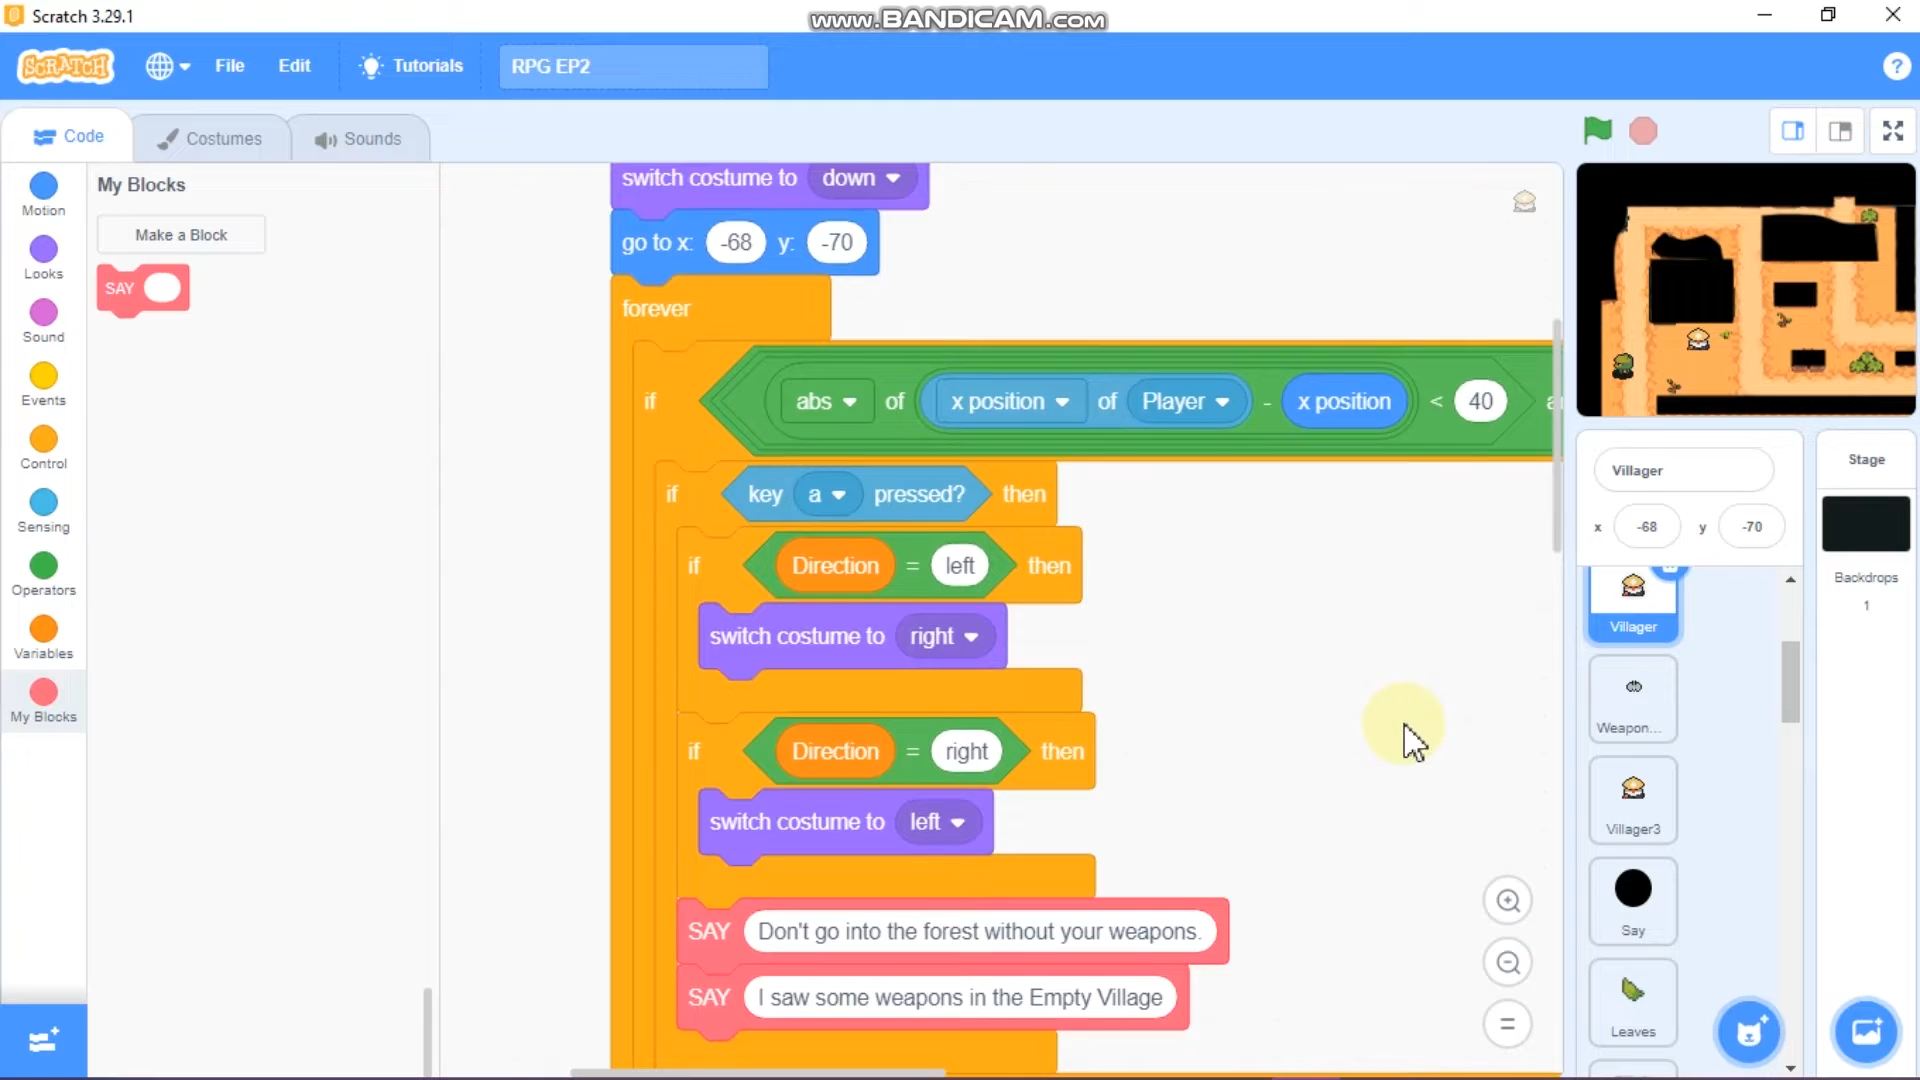 Scratch 3.29.1
www.BANDICAM.com
SCRATCH
File
Edit
Tutorials
RPG EP2
?
Code
Costumes
Sounds
Motion
Looks
Sound
Events
Control
Sensing
Operators
Variables
My Blocks
My Blocks
Make a Block
SAY
switch costume to down
go to x: -68 y: -70
forever
if abs of x position of Player - x position < 40
if key a pressed? then
if Direction = left then
switch costume to right
if Direction = right then
switch costume to left
SAY Don't go into the forest without your weapons.
SAY I saw some weapons in the Empty Village
Villager
x -68 y -70
Villager
Weapon...
Villager3
Say
Leaves
Stage
Backdrops
1